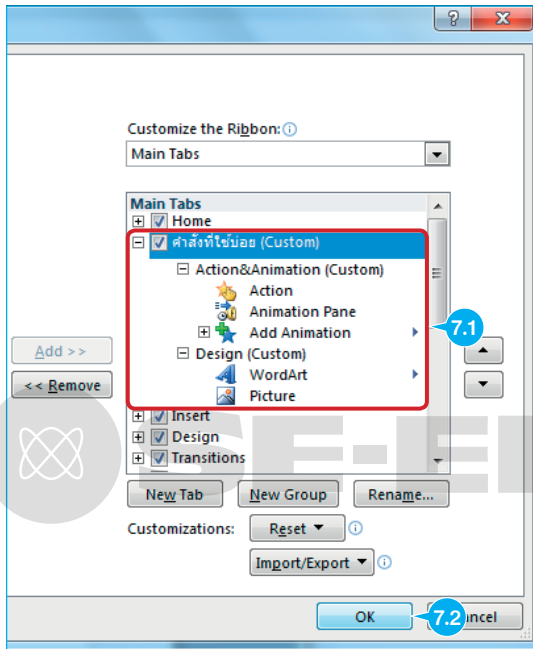 Customize the Ribbon:
Main Tabs
Main Tabs
Home
คำสั่งที่ใช้บ่อย (Custom)
Action&Animation (Custom)
Action
Animation Pane
Add Animation
7.1
Design (Custom)
WordArt
Picture
Add >>
<< Remove
Insert
Design
Transitions
SE-ED
New Tab New Group Rename...
Customizations: Reset
Import/Export
OK 7.2 ncel